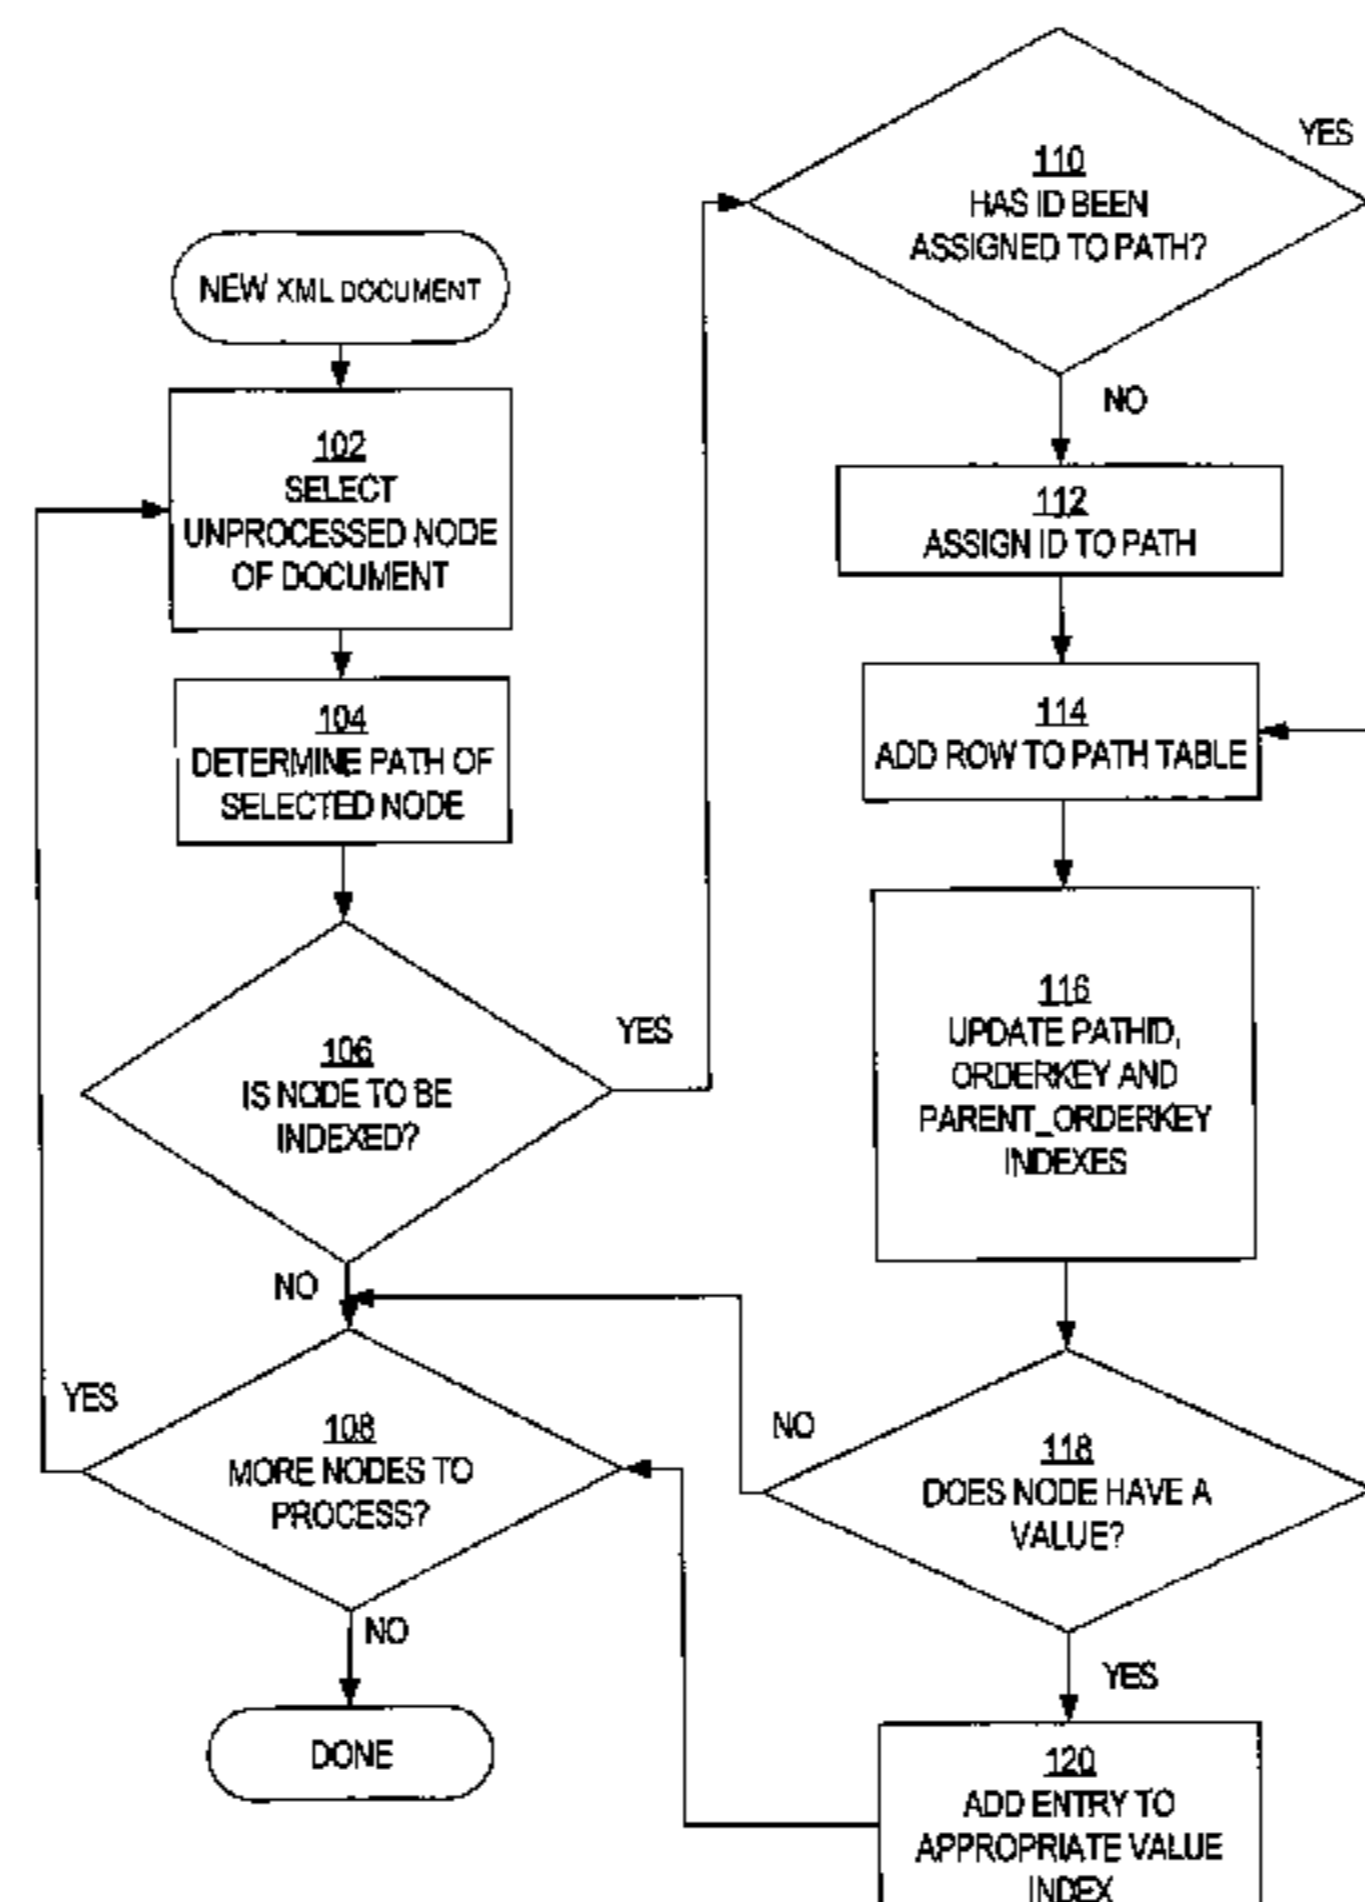 NEW XML DOCUMENT
102
SELECT
UNPROCESSED NODE
OF DOCUMENT
104
DETERMINE PATH OF
SELECTED NODE
106
IS NODE TO BE
INDEXED?
YES
NO
108
MORE NODES TO
PROCESS?
YES
NO
DONE
110
HAS ID BEEN
ASSIGNED TO PATH?
YES
NO
112
ASSIGN ID TO PATH
114
ADD ROW TO PATH TABLE
116
UPDATE PATHID,
ORDERKEY AND
PARENT_ORDERKEY
INDEXES
118
DOES NODE HAVE A
VALUE?
NO
YES
120
ADD ENTRY TO
APPROPRIATE VALUE
INDEX